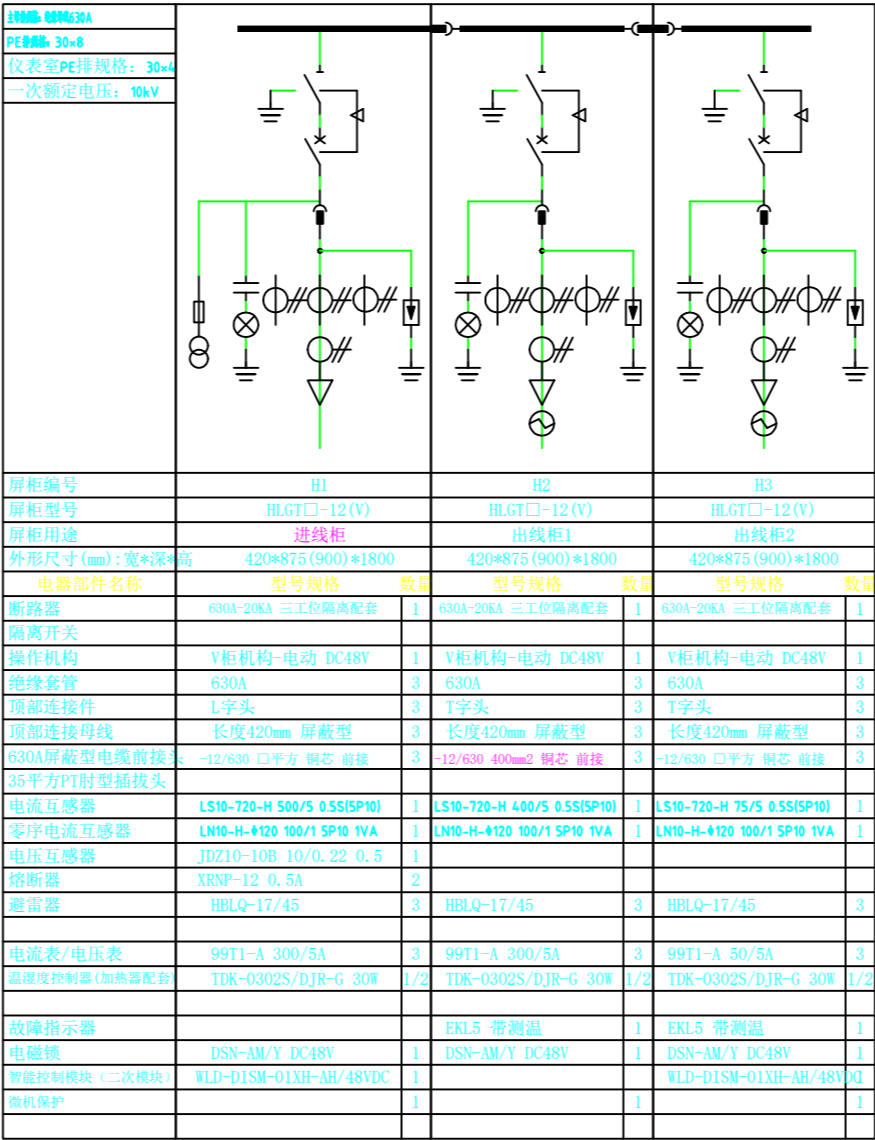 630A
PE 30×8
仪表室PE排规格: 30×4
一次额定电压: 10kV
屏柜编号 H1 H2 H3
屏柜型号 HLGT□-12(V) HLGT□-12(V) HLGT□-12(V)
屏柜用途 进线柜 出线柜1 出线柜2
外形尺寸(mm):宽*深*高 420*875(900)*1800 420*875(900)*1800 420*875(900)*1800
电器部件名称 型号规格 数量 型号规格 数量 型号规格 数量
断路器 630A-20KA 三工位隔离配套 1 630A-20KA 三工位隔离配套 1 630A-20KA 三工位隔离配套 1
隔离开关
操作机构 V柜机构-电动 DC48V 1 V柜机构-电动 DC48V 1 V柜机构-电动 DC48V 1
绝缘套管 630A 3 630A 3 630A 3
顶部连接件 L字头 3 T字头 3 T字头 3
顶部连接母线 长度420mm 屏蔽型 3 长度420mm 屏蔽型 3 长度420mm 屏蔽型 3
630A屏蔽型电缆前接头 -12/630 □平方 铜芯 前接 3 -12/630 400mm2 铜芯 前接 3 -12/630 □平方 铜芯 前接 3
35平方PT肘型插拔头
电流互感器 LS10-720-H 500/5 0.5S(5P10) 1 LS10-720-H 400/5 0.5S(5P10) 1 LS10-720-H 75/5 0.5S(5P10) 1
零序电流互感器 LN10-H-Φ120 100/1 5P10 1VA 1 LN10-H-Φ120 100/1 5P10 1VA 1 LN10-H-Φ120 100/1 5P10 1VA 1
电压互感器 JDZ10-10B 10/0.22 0.5 1
熔断器 XRNP-12 0.5A 2
避雷器 HBLQ-17/45 3 HBLQ-17/45 3 HBLQ-17/45 3
电流表/电压表 99T1-A 300/5A 3 99T1-A 300/5A 3 99T1-A 50/5A 3
温湿度控制器(加热器配套) TDK-0302S/DJR-G 30W 1/2 TDK-0302S/DJR-G 30W 1/2 TDK-0302S/DJR-G 30W 1/2
故障指示器 EKL5 带测温 1 EKL5 带测温 1
电磁锁 DSN-AM/Y DC48V 1 DSN-AM/Y DC48V 1 DSN-AM/Y DC48V 1
智能控制模块（二次模块） WLD-DISM-01XH-AH/48VDC 1 WLD-DISM-01XH-AH/48VDC 1
微机保护 1 1 1